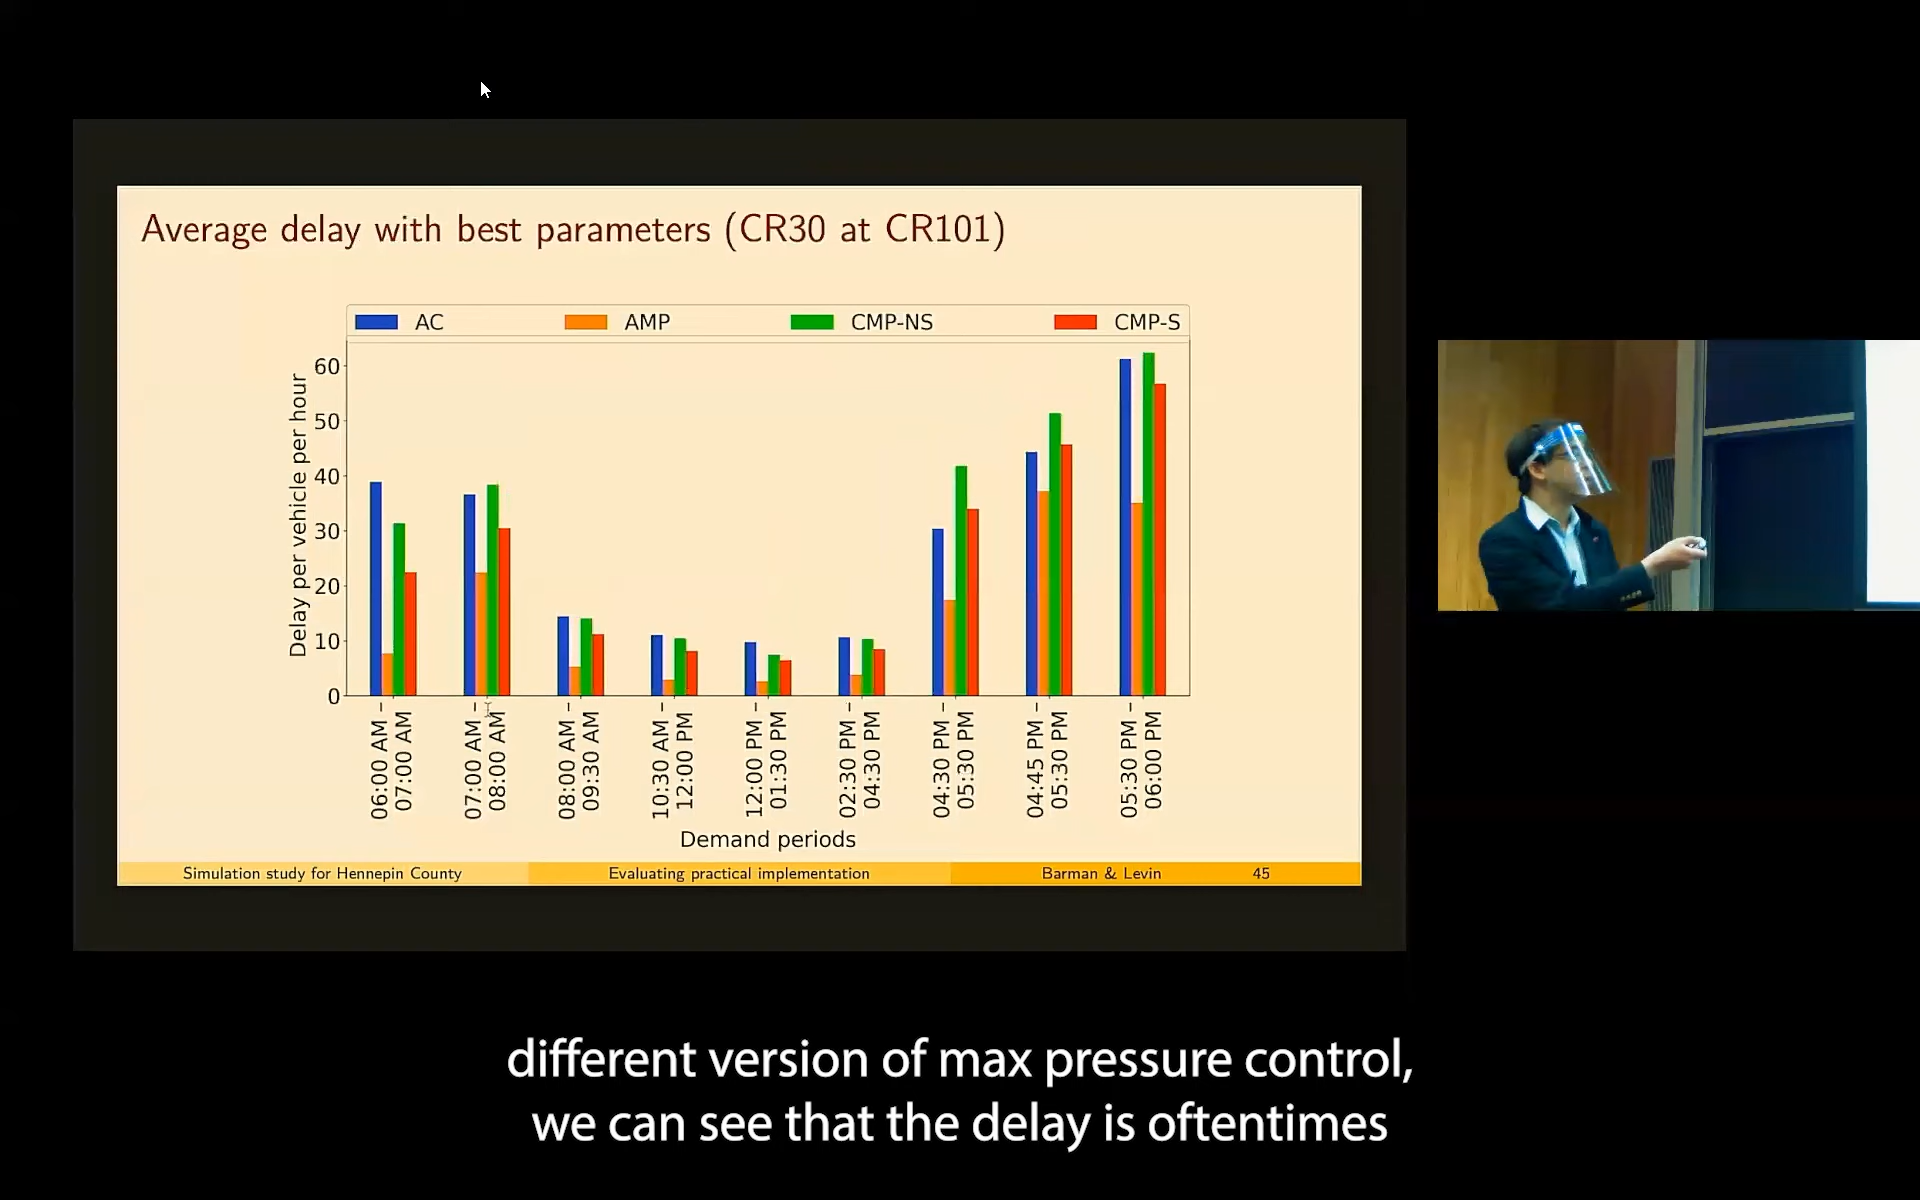 Average delay with best parameters (CR30 at CR101)
AC AMP CMP-NS CMP-S
Delay per vehicle per hour
60
50
40
30
20
10
0
06:00 AM –
07:00 AM
07:00 AM –
08:00 AM
08:00 AM –
09:30 AM
10:30 AM –
12:00 PM
12:00 PM –
01:30 PM
02:30 PM –
04:30 PM
04:30 PM –
05:30 PM
04:45 PM –
05:30 PM
05:30 PM –
06:00 PM
Demand periods
Simulation study for Hennepin County Evaluating practical implementation Barman & Levin 45
different version of max pressure control,
we can see that the delay is oftentimes